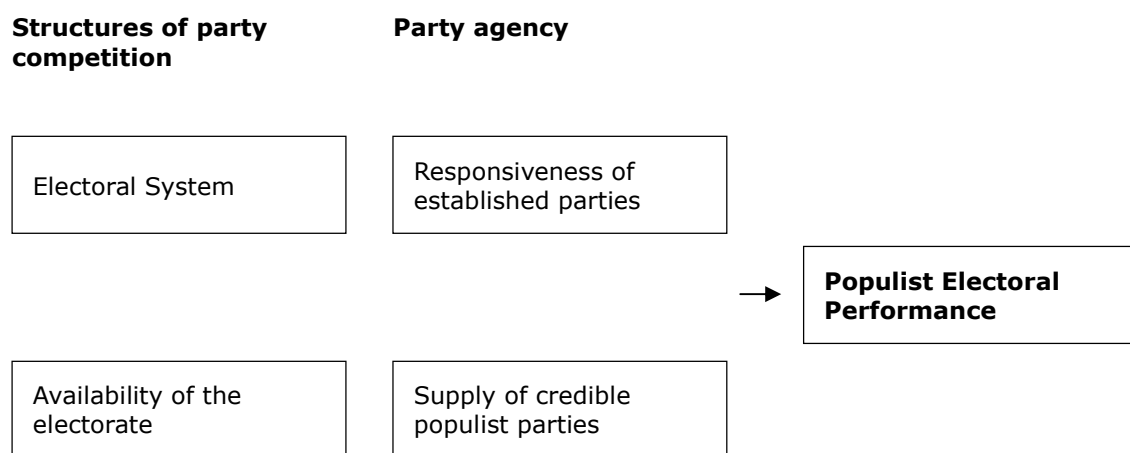 Structures of party
competition
Party agency
Electoral System
Responsiveness of
established parties
Populist Electoral
Performance
Availability of the
electorate
Supply of credible
populist parties